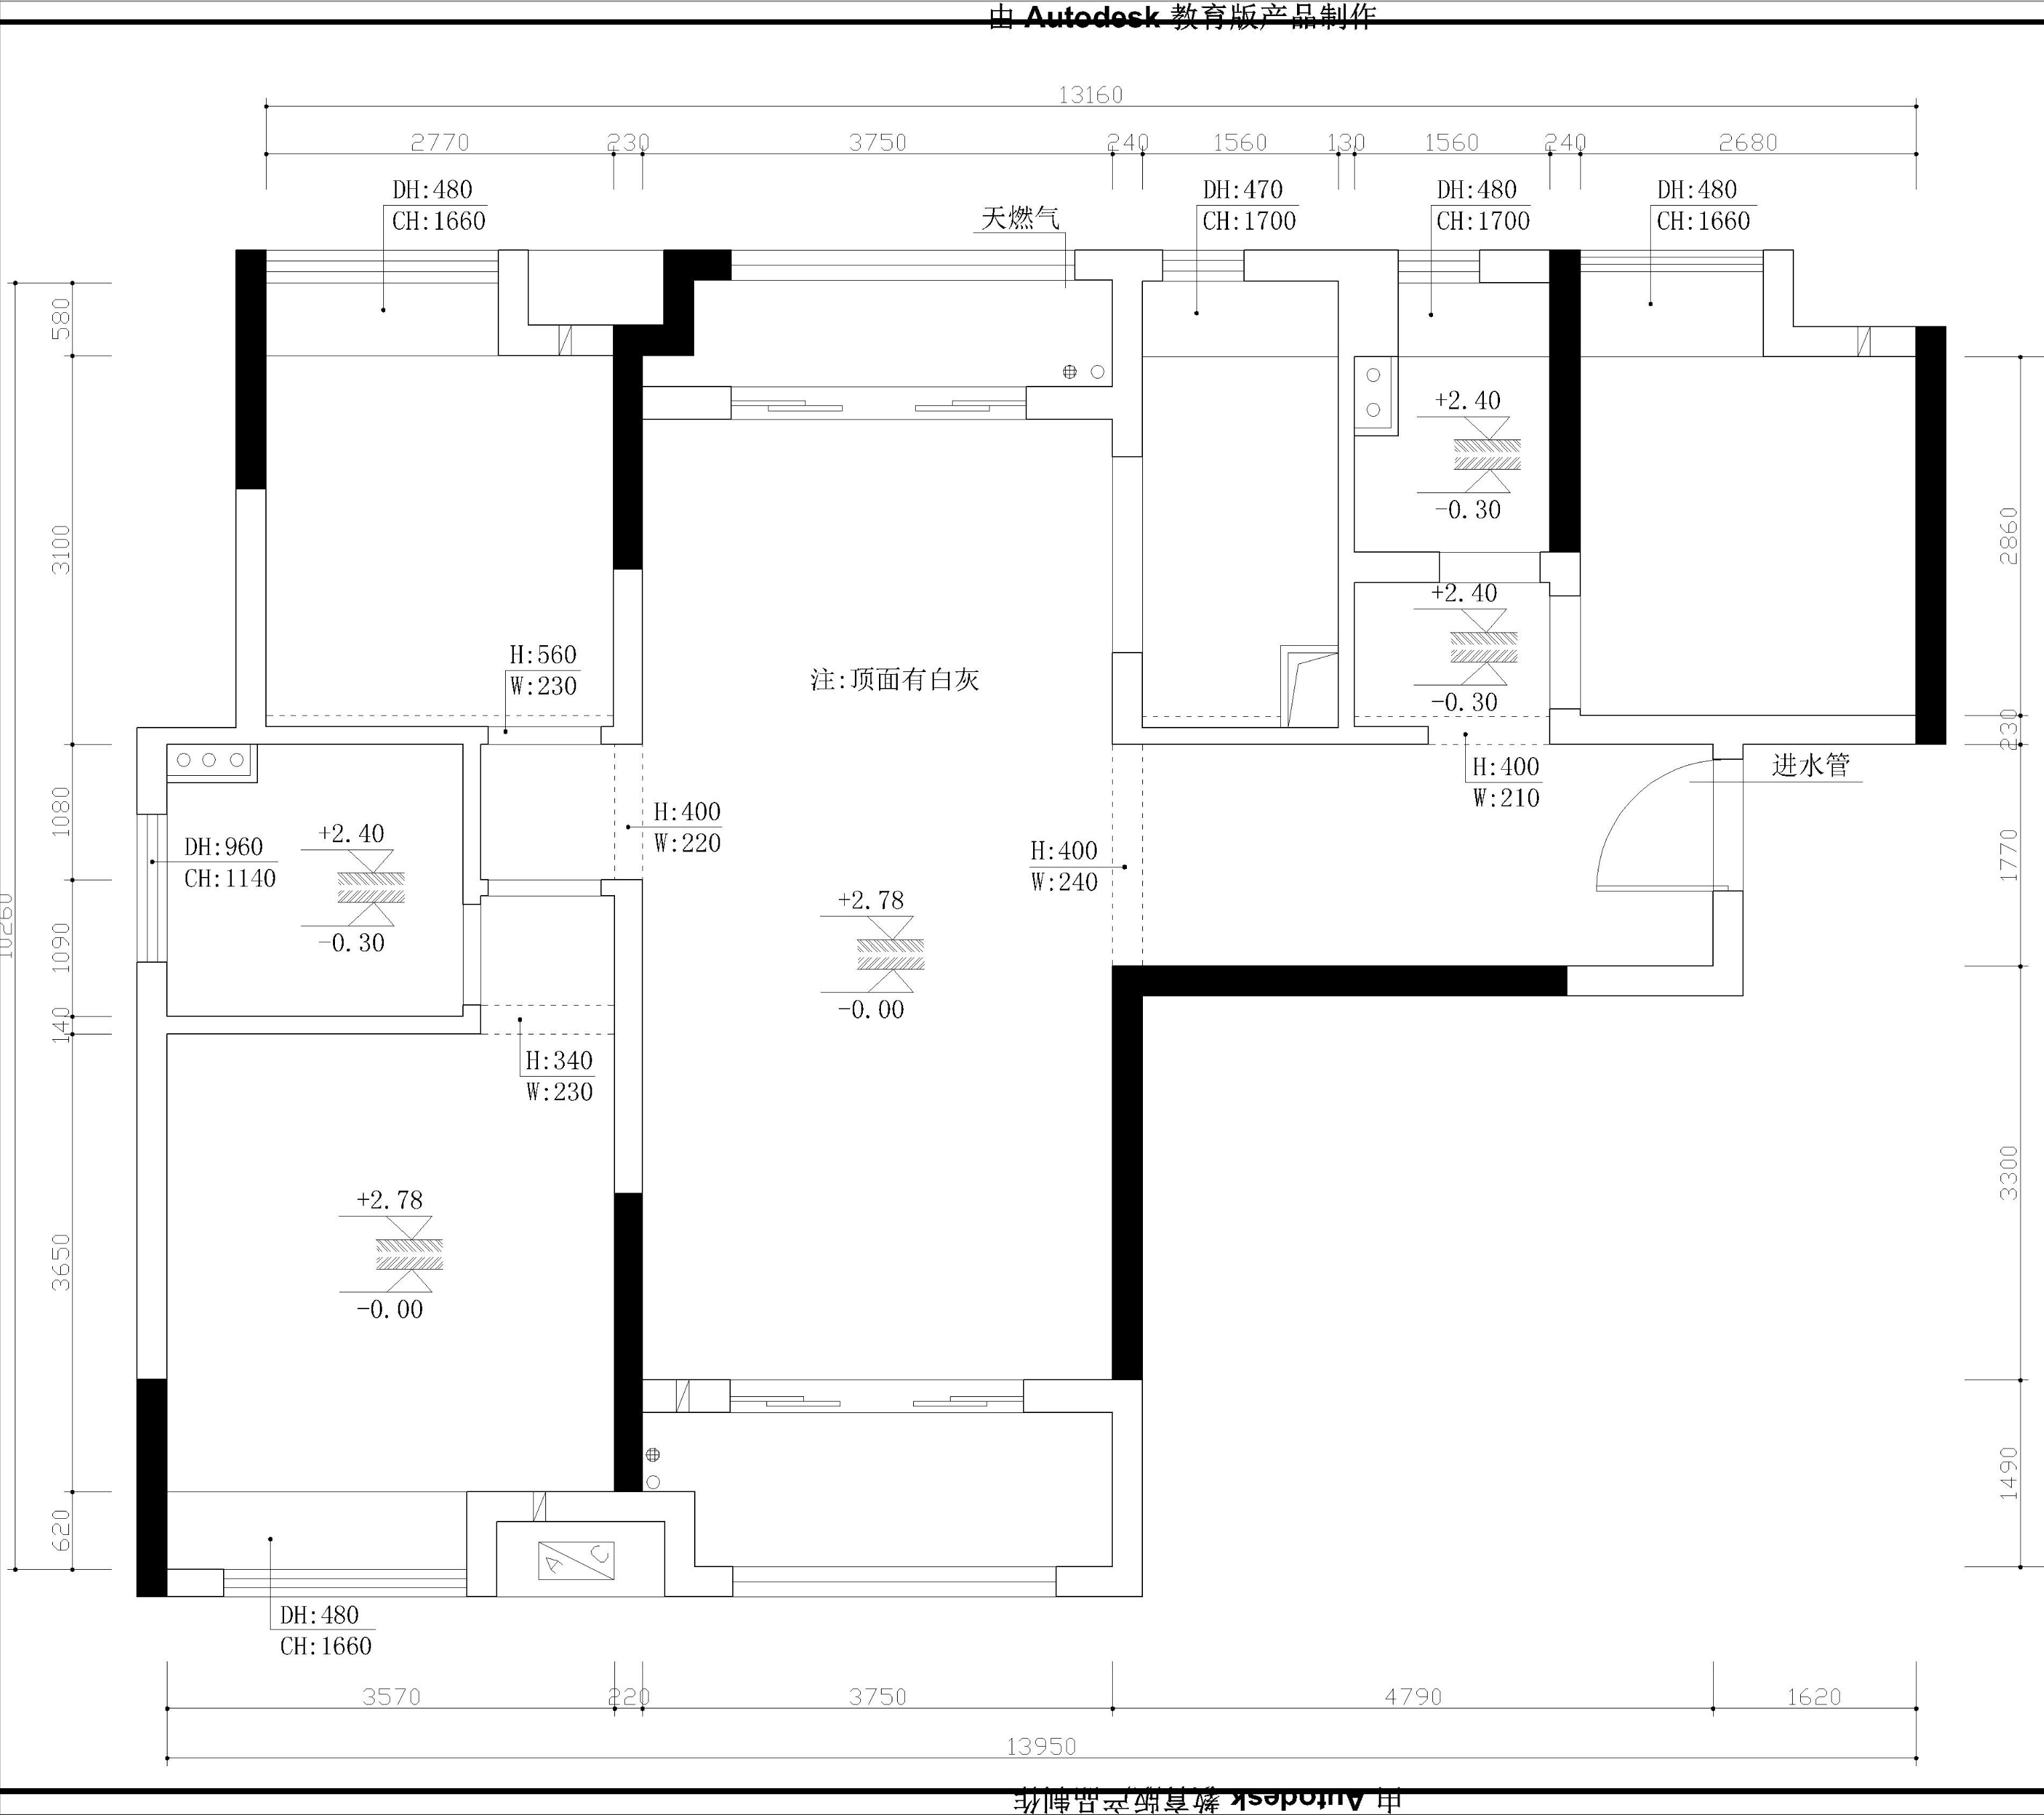 由 Autodesk 教育版产品制作
13160
2770
230
3750
240
1560
130
1560
240
2680
DH:480
CH:1660
天燃气
DH:470
CH:1700
DH:480
CH:1700
DH:480
CH:1660
580
3100
1080
1090
140
3650
620
10260
+2.40
-0.30
+2.40
-0.30
2860
230
1770
3300
1490
H:560
W:230
注:顶面有白灰
H:400
W:210
进水管
H:400
W:220
H:400
W:240
DH:960
CH:1140
+2.40
-0.30
+2.78
-0.00
H:340
W:230
+2.78
-0.00
A/C
DH:480
CH:1660
3570
220
3750
4790
1620
13950
由 Autodesk 教育版产品制作